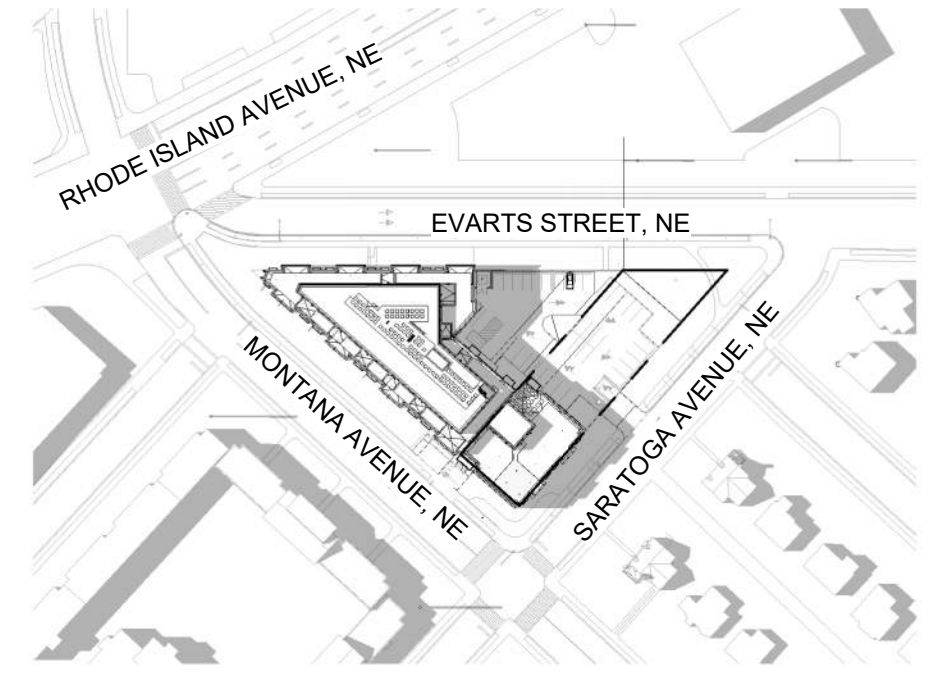 RHODE ISLAND AVENUE, NE
EVARTS STREET, NE
MONTANA AVENUE, NE
SARATOGA AVENUE, NE